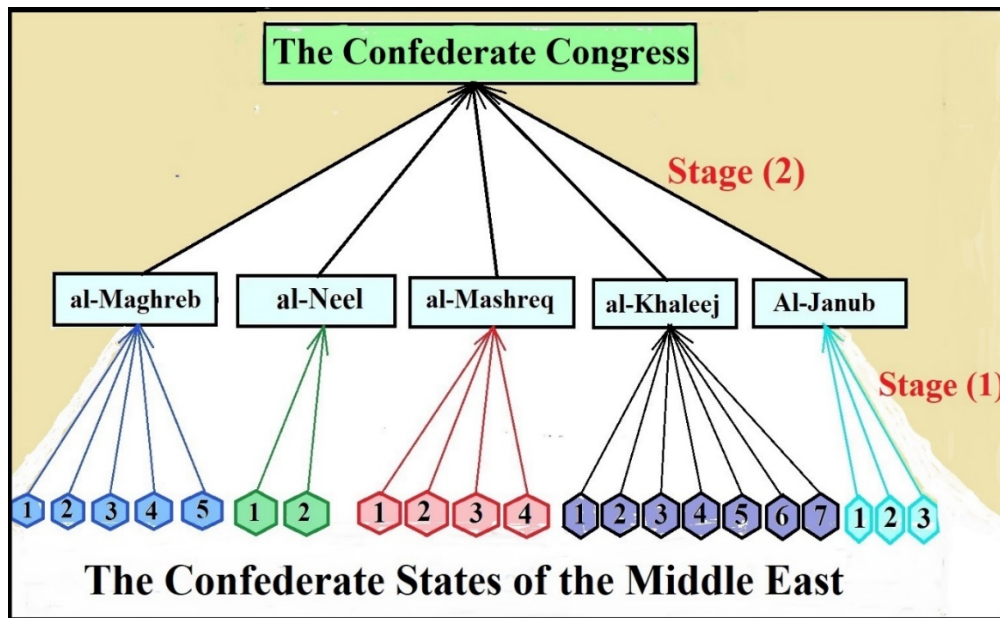 The Confederate Congress
Stage (2)
al-Maghreb al-Neel al-Mashreq al-Khaleej Al-Janub
Stage (1)
1 2 3 4 5 1 2 1 2 3 4 1 2 3 4 5 6 7 1 2 3
The Confederate States of the Middle East